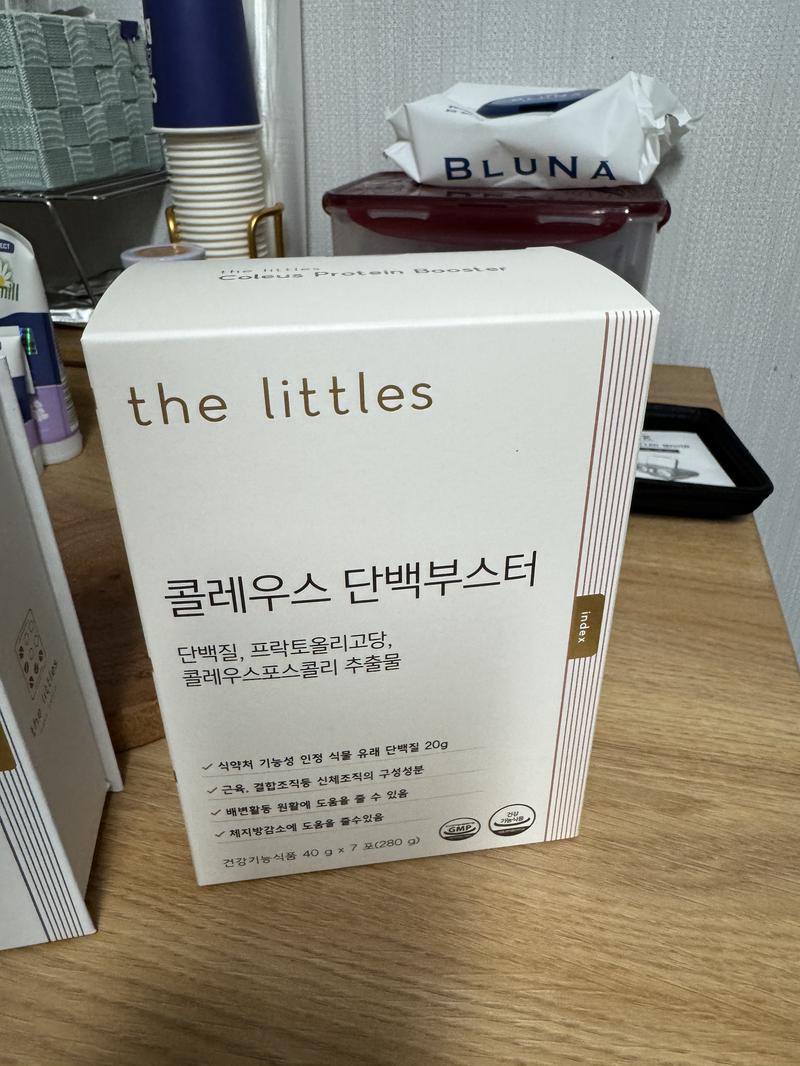 BLUNA
the littles
Coleus Protein Booster
the littles
콜레우스 단백부스터
단백질, 프락토올리고당,
콜레우스포스콜리 추출물
index
식약처 기능성 인정 식물 유래 단백질 20g
근육, 결합조직등 신체조직의 구성성분
배변활동 원활에 도움을 줄 수 있음
체지방감소에 도움을 줄수있음
GMP
건강
기능식품
건강기능식품 40 g x 7 포(280 g)
the littles
mill